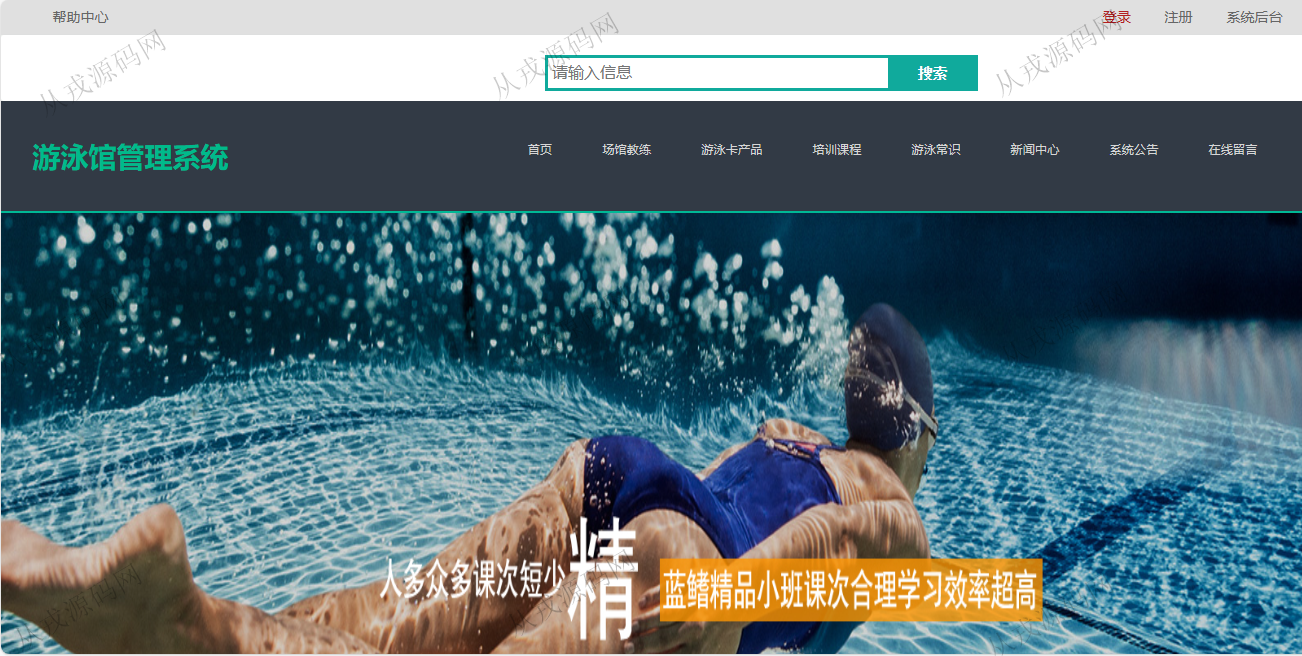 帮助中心
登录 注册 系统后台
请输入信息 搜索
游泳馆管理系统
首页 场馆教练 游泳卡产品 培训课程 游泳常识 新闻中心 系统公告 在线留言
人多众多课次短少 精 蓝鳍精品小班课次合理学习效率超高
从戎源码网
从戎源码网
从戎源码网
从戎源码网
从戎源码网
从戎源码网